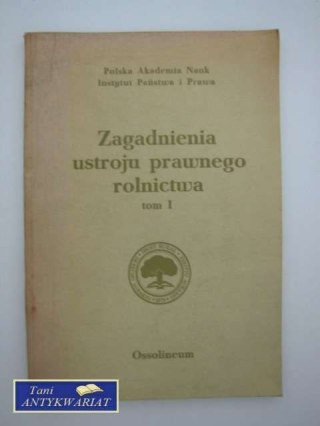 Polska Akademia Nauk
Instytut Państwa i Prawa
Zagadnienia
ustroju prawnego
rolnictwa
tom I
Ossolineum
Tani
ANTYKWARIAT